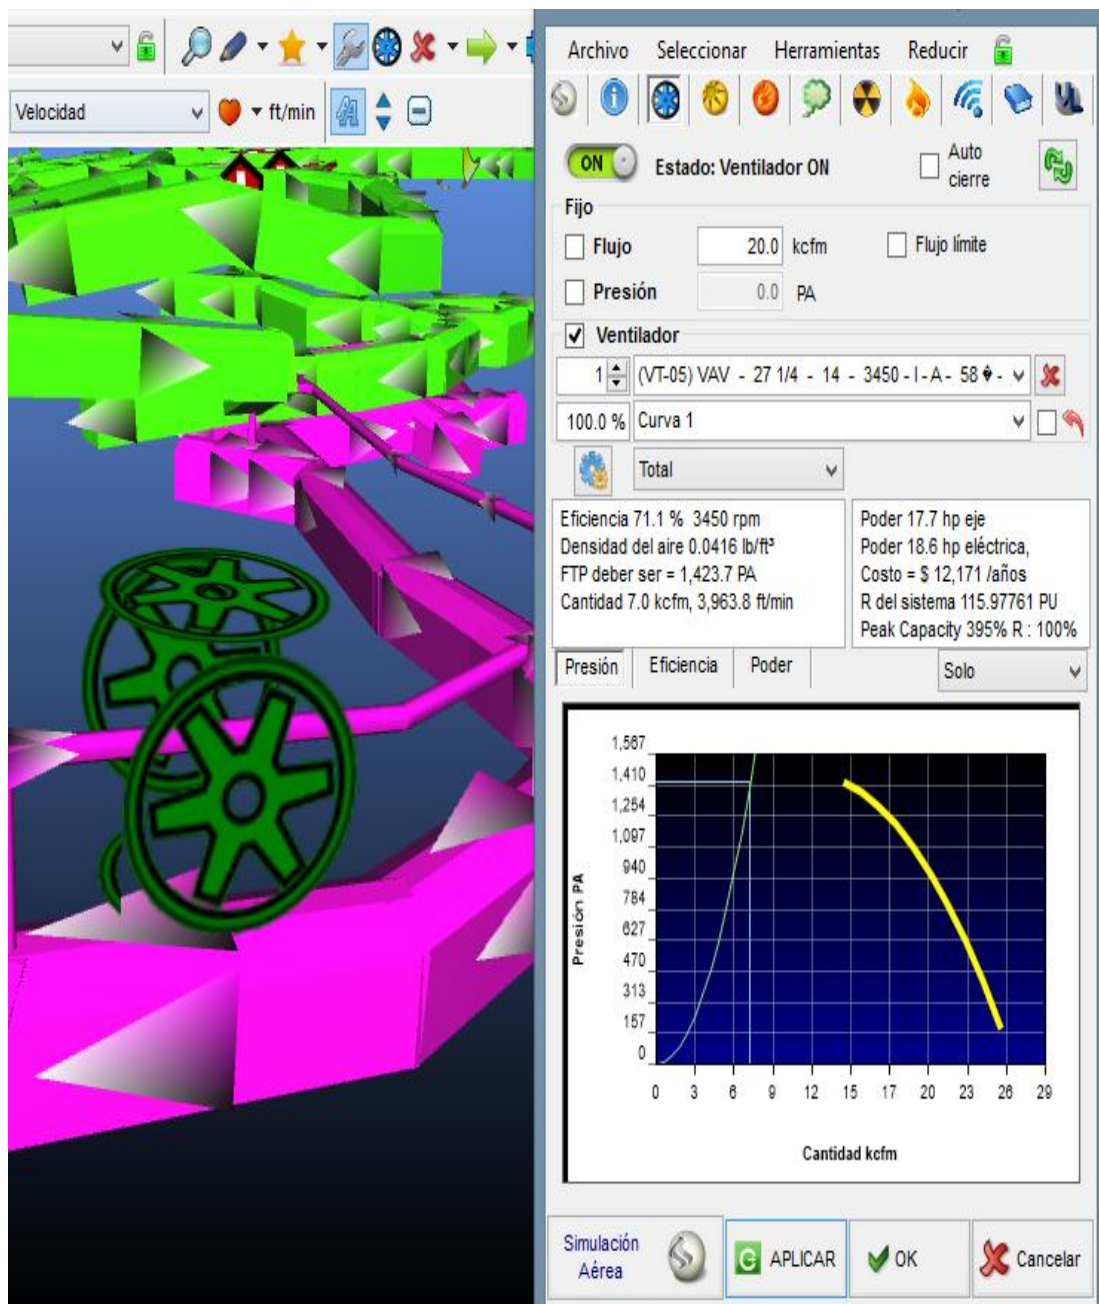 Archivo Seleccionar Herramientas Reducir
Velocidad ft/min
ON Estado: Ventilador ON Auto cierre
Fijo
Flujo 20.0 kcfm Flujo límite
Presión 0.0 PA
Ventilador
1 (VT-05) VAV - 27 1/4 - 14 - 3450 - I - A - 58 � -
100.0 % Curva 1
Total
Eficiencia 71.1 % 3450 rpm
Densidad del aire 0.0416 lb/ft³
FTP deber ser = 1,423.7 PA
Cantidad 7.0 kcfm, 3,963.8 ft/min
Poder 17.7 hp eje
Poder 18.6 hp eléctrica,
Costo = $ 12,171 /años
R del sistema 115.97761 PU
Peak Capacity 395% R : 100%
Presión Eficiencia Poder Solo
1,567
1,410
1,254
1,097
940
784
627
470
313
157
0
Presión PA
0 3 6 9 12 15 17 20 23 26 29
Cantidad kcfm
Simulación
Aérea
APLICAR OK Cancelar